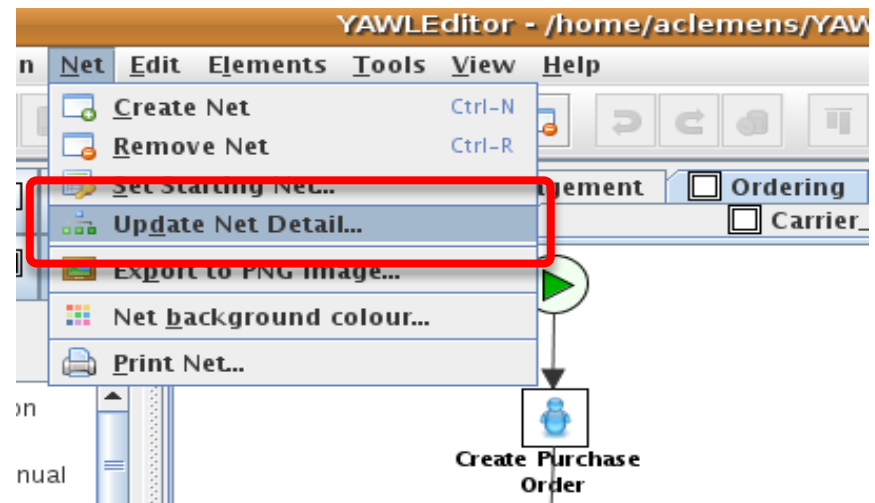 YAWLEditor - /home/aclemens/YAW
n Net Edit Elements Tools View Help
Create Net Ctrl-N
Remove Net Ctrl-R
Set Starting Net...
gement Ordering
Update Net Detail...
Carrier_
Export to PNG Image...
Net background colour...
Print Net...
on
nual
Create Purchase
Order